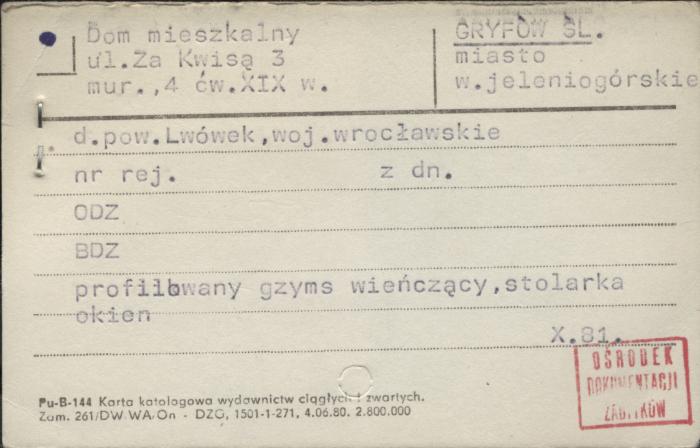 Dom mieszkalny
ul.Za Kwisą 3
mur.,4 ćw.XIX w.
GRYFÓW ŚL.
miasto
w.jeleniogórskie
d.pow.Lwówek,woj.wrocławskie
nr rej. z dn.
ODZ
BDZ
profilowany gzyms wieńczący,stolarka
okien
X.81.
OŚRODEK
DOKUMENTACJI
ZABYTKÓW
Pu-B-144 Karta katalogowa wydawnictw ciągłych i zwartych.
Zam. 261/DW WA/On - DZG, 1501-1-271, 4.06.80. 2.800.000